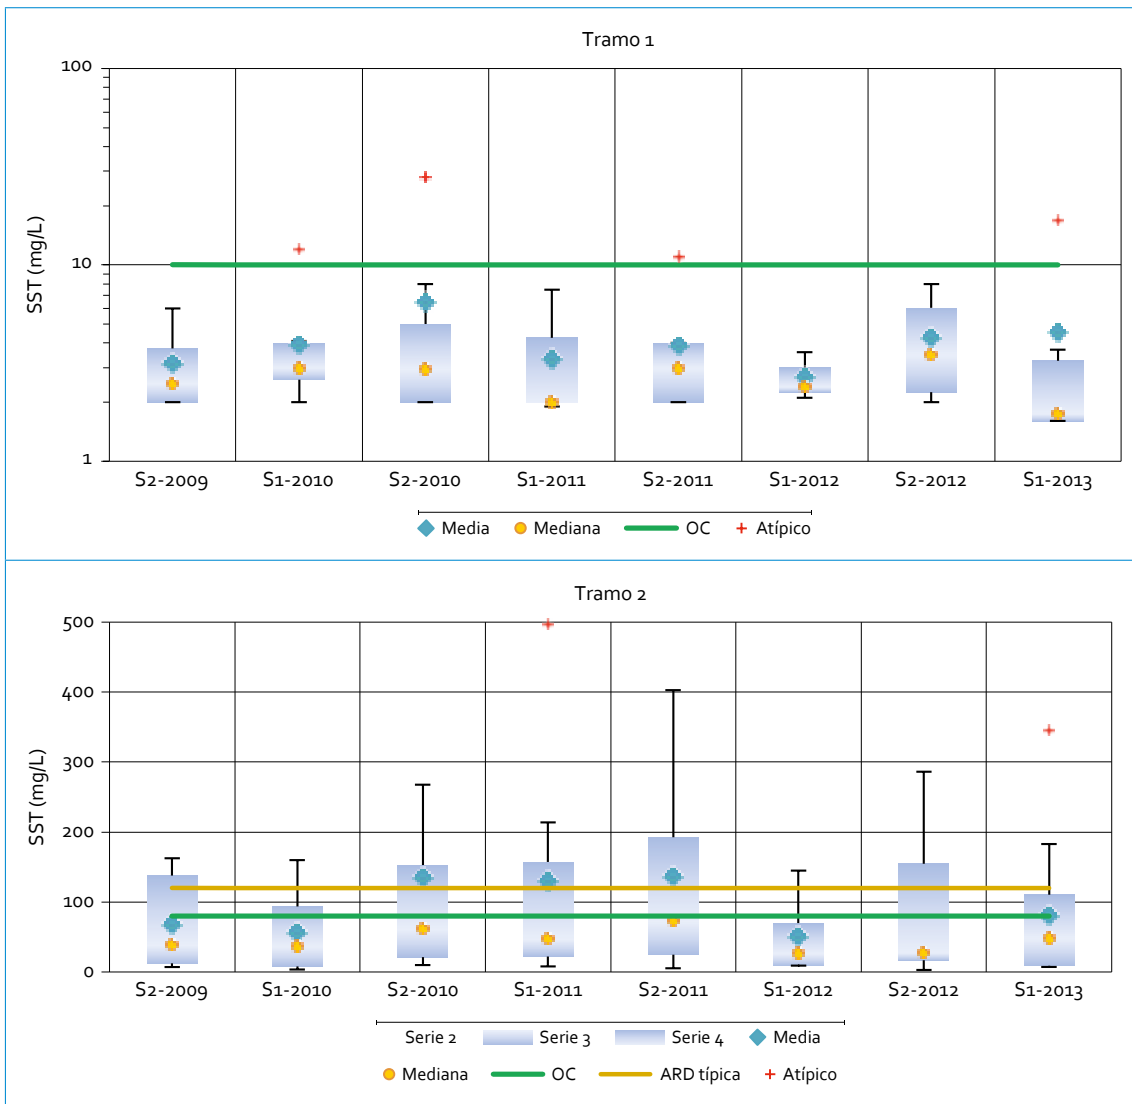 Tramo 1
100
10
1
SST (mg/L)
S2-2009 S1-2010 S2-2010 S1-2011 S2-2011 S1-2012 S2-2012 S1-2013
Media Mediana OC Atípico
Tramo 2
500
400
300
200
100
0
SST (mg/L)
S2-2009 S1-2010 S2-2010 S1-2011 S2-2011 S1-2012 S2-2012 S1-2013
Serie 2 Serie 3 Serie 4 Media
Mediana OC ARD típica Atípico